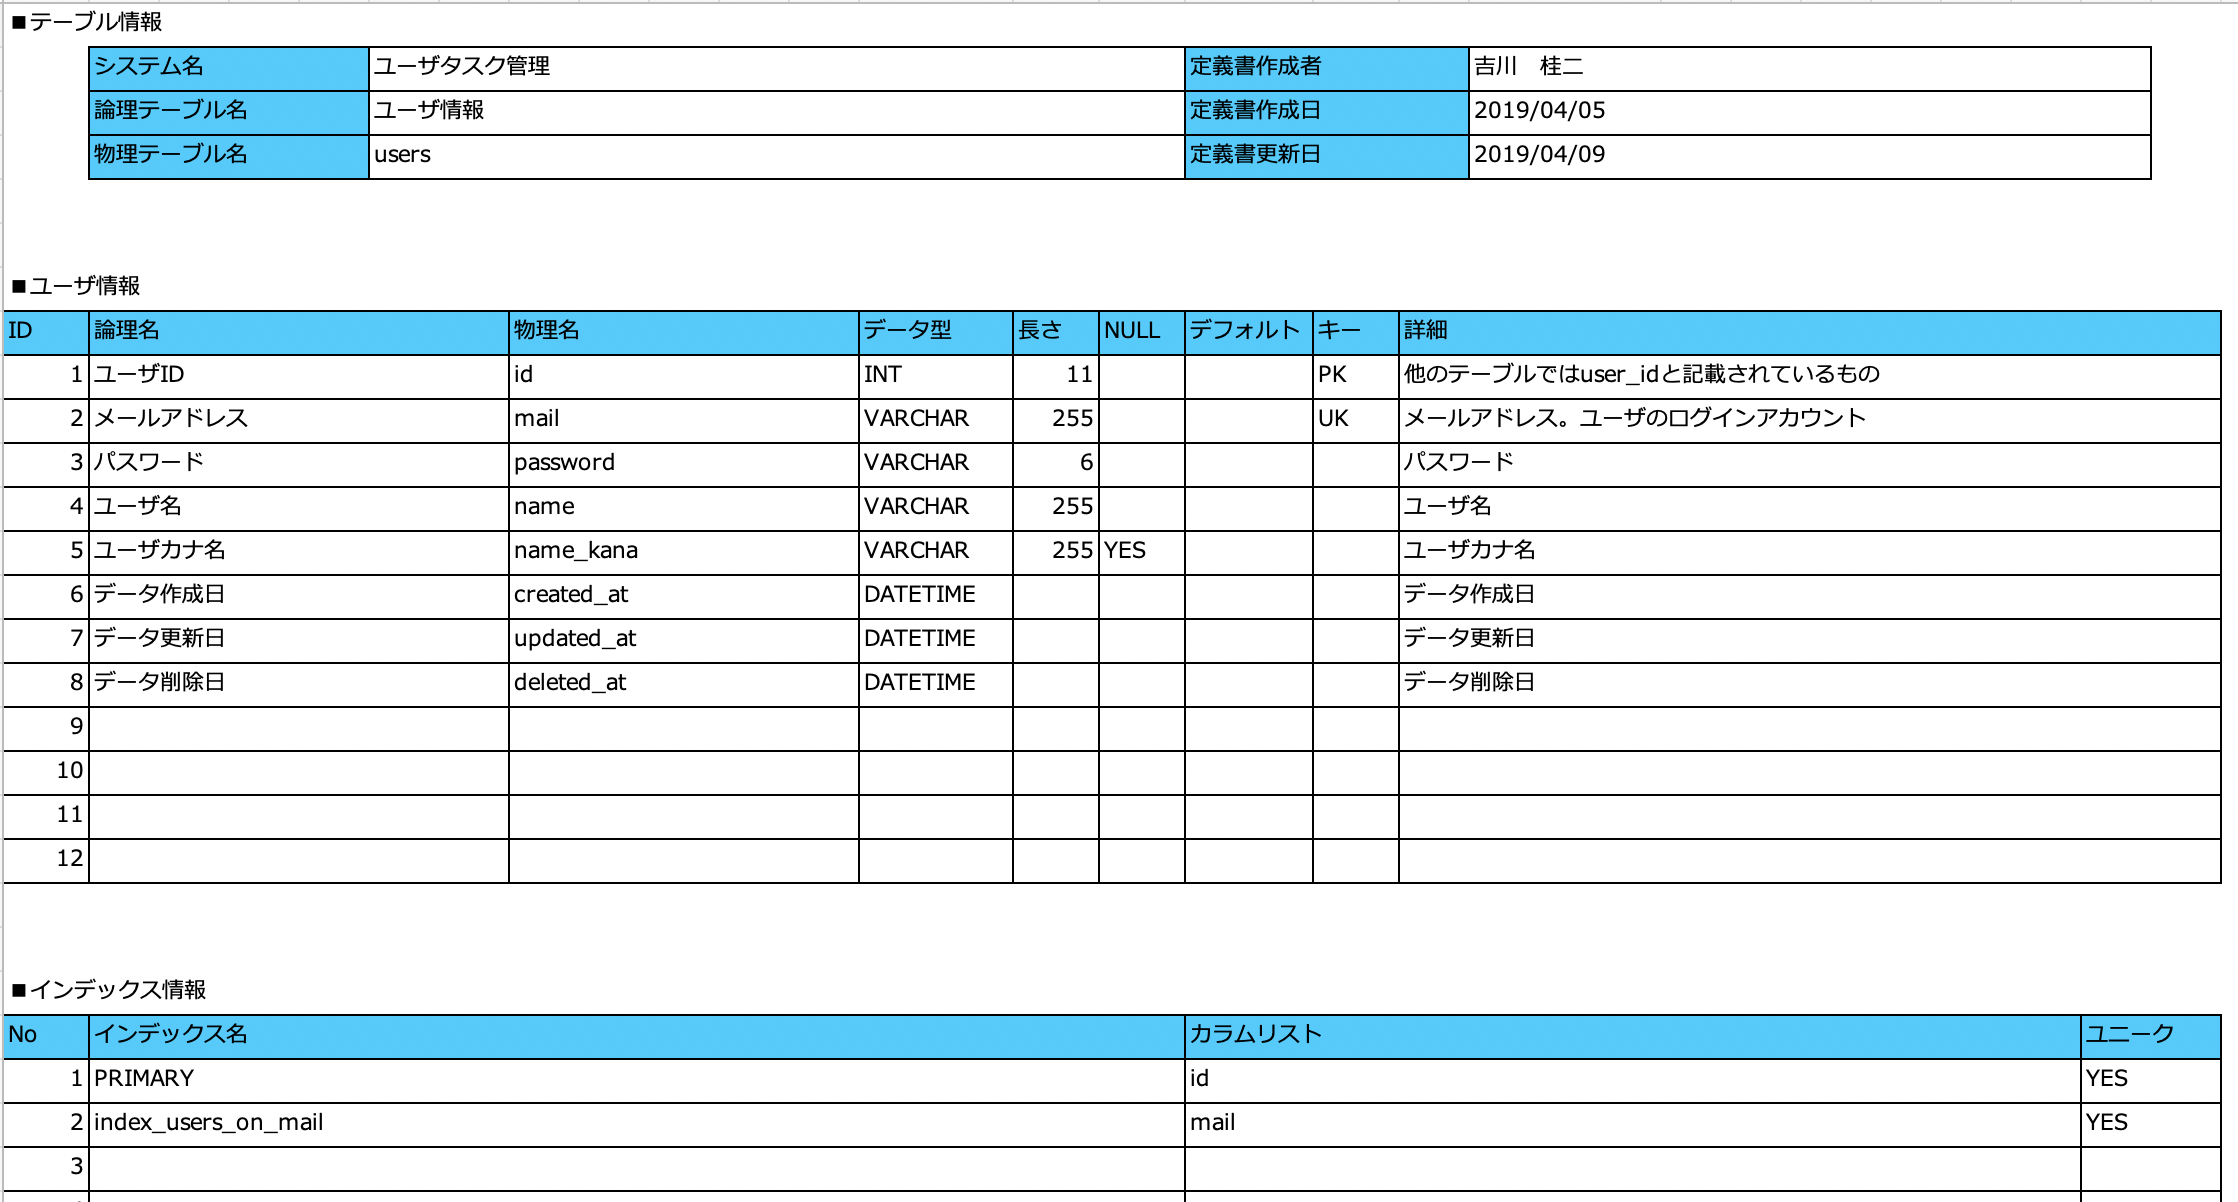 ■テーブル情報
システム名 ユーザタスク管理 定義書作成者 吉川　桂二
論理テーブル名 ユーザ情報 定義書作成日 2019/04/05
物理テーブル名 users 定義書更新日 2019/04/09
■ユーザ情報
ID 論理名 物理名 データ型 長さ NULL デフォルト キー 詳細
1 ユーザID id INT 11 PK 他のテーブルではuser_idと記載されているもの
2 メールアドレス mail VARCHAR 255 UK メールアドレス。ユーザのログインアカウント
3 パスワード password VARCHAR 6 パスワード
4 ユーザ名 name VARCHAR 255 ユーザ名
5 ユーザカナ名 name_kana VARCHAR 255 YES ユーザカナ名
6 データ作成日 created_at DATETIME データ作成日
7 データ更新日 updated_at DATETIME データ更新日
8 データ削除日 deleted_at DATETIME データ削除日
9
10
11
12
■インデックス情報
No インデックス名 カラムリスト ユニーク
1 PRIMARY id YES
2 index_users_on_mail mail YES
3